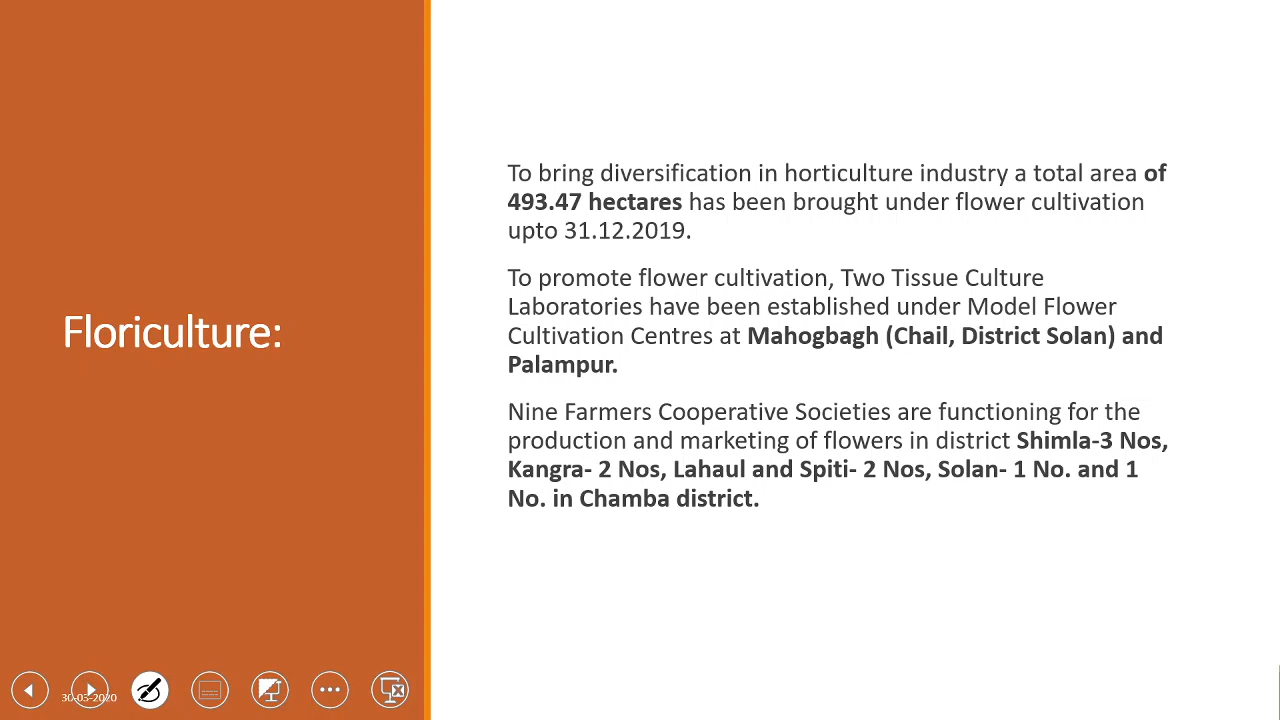 Floriculture:
To bring diversification in horticulture industry a total area of
493.47 hectares has been brought under flower cultivation
upto 31.12.2019.
To promote flower cultivation, Two Tissue Culture
Laboratories have been established under Model Flower
Cultivation Centres at Mahogbagh (Chail, District Solan) and
Palampur.
Nine Farmers Cooperative Societies are functioning for the
production and marketing of flowers in district Shimla-3 Nos,
Kangra- 2 Nos, Lahaul and Spiti- 2 Nos, Solan- 1 No. and 1
No. in Chamba district.
30-03-2020